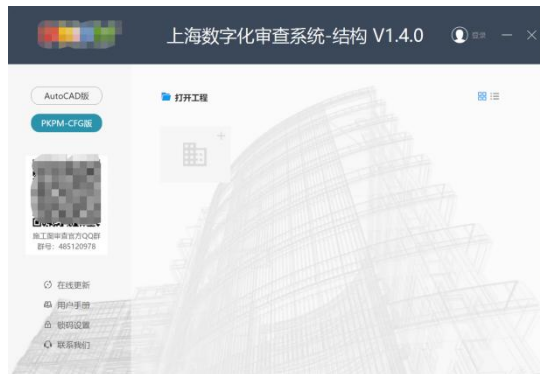 上海数字化审查系统-结构 V1.4.0
登录
AutoCAD版
打开工程
PKPM-CFG版
施工图审查官方QQ群
群号：485120978
在线更新
用户手册
锁码设置
联系我们